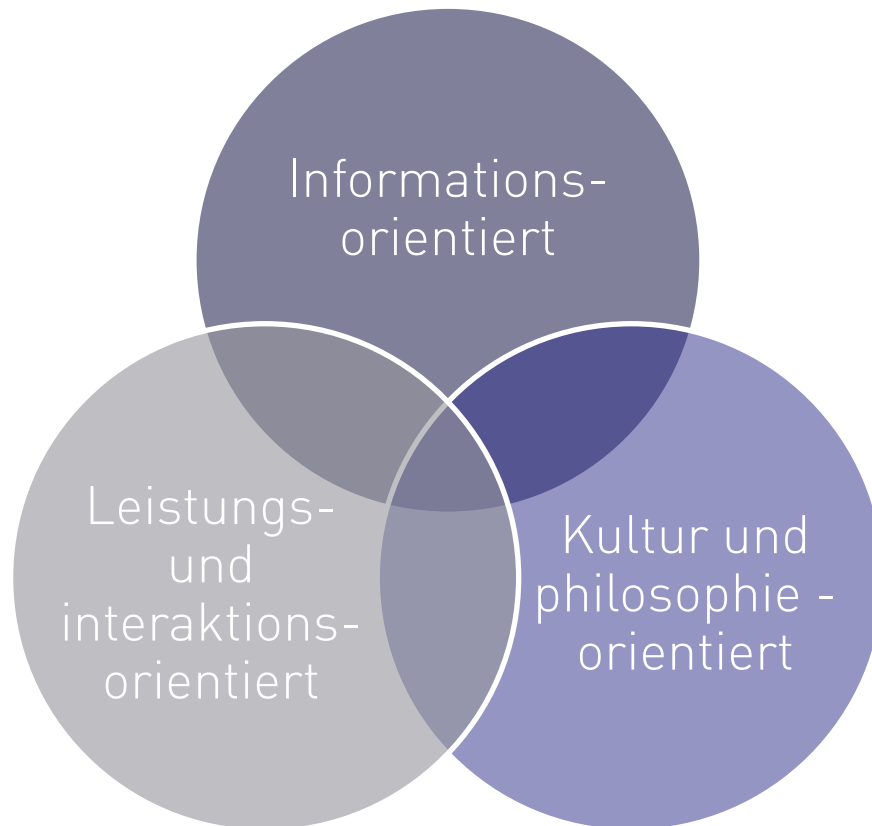 Informations-
orientiert
Leistungs-
und
interaktions-
orientiert
Kultur und
philosophie -
orientiert